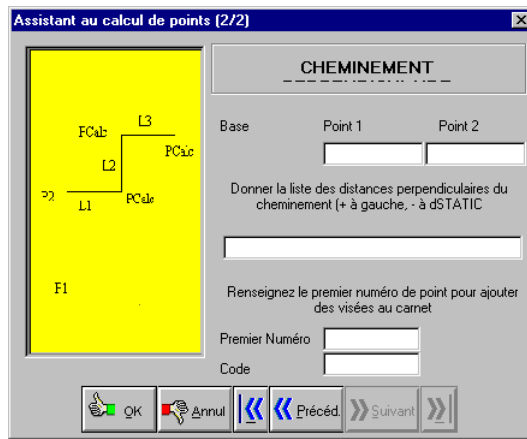 Assistant au calcul de points (2/2)
CHEMINEMENT
FCalc
L3
PCalc
L2
P2
L1
PCalc
F1
Base
Point 1
Point 2
Donner la liste des distances perpendiculaires du
cheminement (+ à gauche, - à dSTATIC
Renseignez le premier numéro de point pour ajouter
des visées au carnet
Premier Numéro
Code
OK
Annul
Précéd.
Suivant